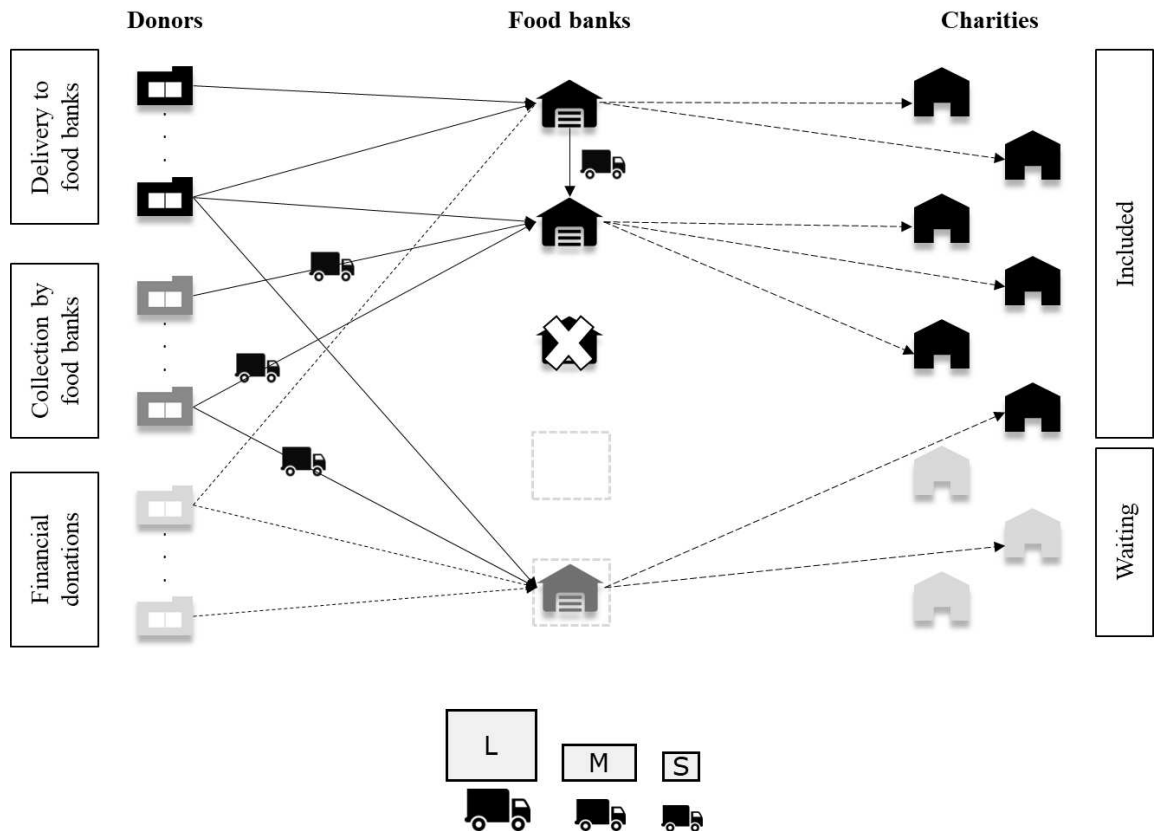 Donors
Food banks
Charities
Delivery to
food banks
Collection by
food banks
Financial
donations
Included
Waiting
L
M
S